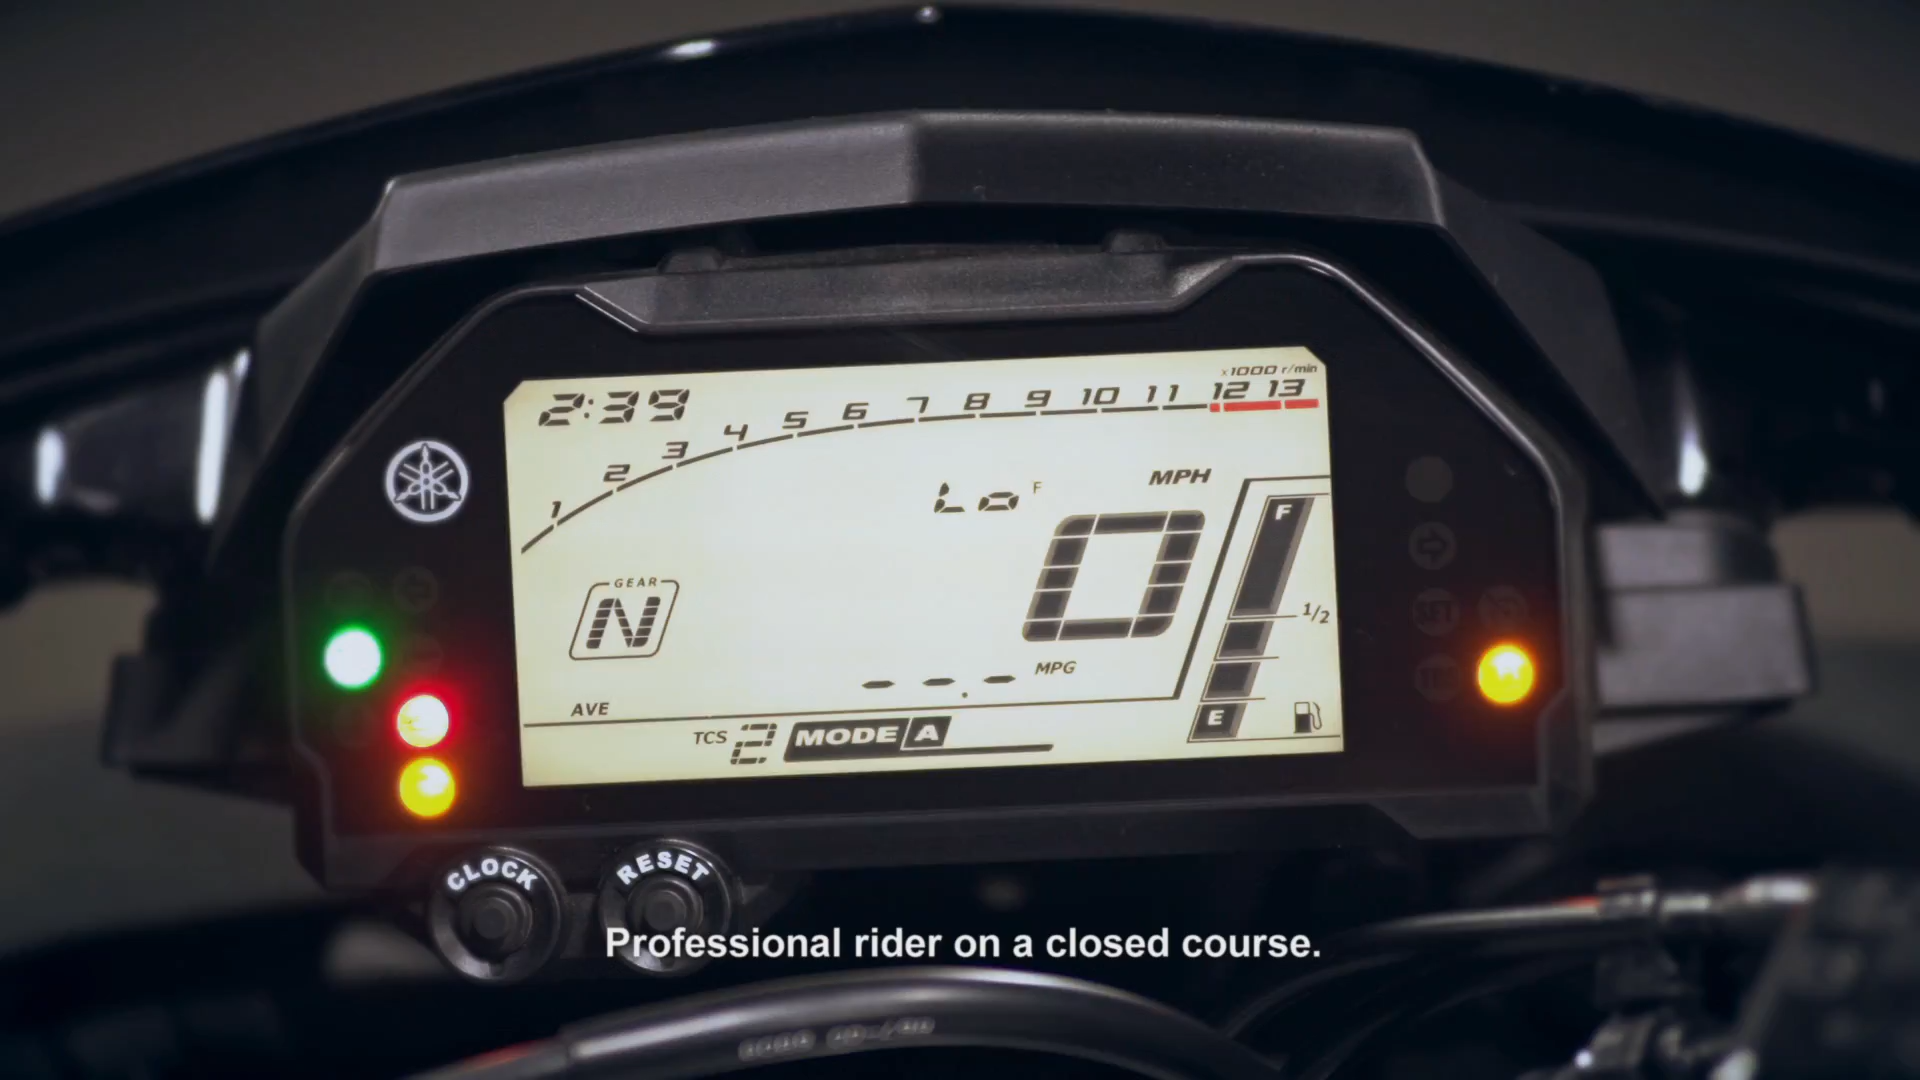 x1000 r/min
2:39
1 2 3 4 5 6 7 8 9 10 11 12 13
Lo F
MPH
0
F
1/2
E
GEAR
N
--.- MPG
AVE
TCS 2 MODE A
CLOCK
RESET
Professional rider on a closed course.